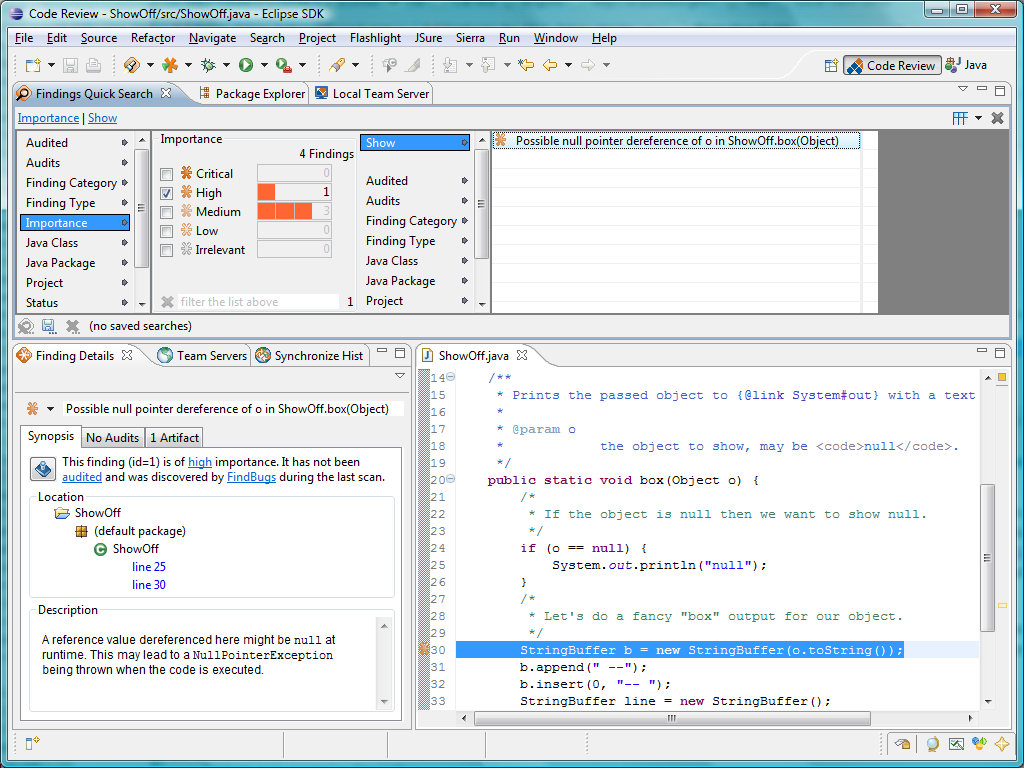 Code Review - ShowOff/src/ShowOff.java - Eclipse SDK
File Edit Source Refactor Navigate Search Project Flashlight JSure Sierra Run Window Help
Code Review Java
Findings Quick Search Package Explorer Local Team Server
Importance | Show
Audited
Audits
Finding Category
Finding Type
Importance
Java Class
Java Package
Project
Status
Importance
4 Findings
Critical 0
High 1
Medium 3
Low 0
Irrelevant 0
filter the list above 1
Show
Audited
Audits
Finding Category
Finding Type
Java Class
Java Package
Project
Possible null pointer dereference of o in ShowOff.box(Object)
(no saved searches)
Finding Details Team Servers Synchronize Hist
Possible null pointer dereference of o in ShowOff.box(Object)
Synopsis No Audits 1 Artifact
This finding (id=1) is of high importance. It has not been
audited and was discovered by FindBugs during the last scan.
Location
ShowOff
(default package)
ShowOff
line 25
line 30
Description
A reference value dereferenced here might be null at
runtime. This may lead to a NullPointerException
being thrown when the code is executed.
ShowOff.java
14 /**
15 * Prints the passed object to {@link System#out} with a text
16 *
17 * @param o
18 * the object to show, may be <code>null</code>.
19 */
20 public static void box(Object o) {
21 /*
22 * If the object is null then we want to show null.
23 */
24 if (o == null) {
25 System.out.println("null");
26 }
27 /*
28 * Let's do a fancy "box" output for our object.
29 */
30 StringBuffer b = new StringBuffer(o.toString());
31 b.append(" --");
32 b.insert(0, "-- ");
33 StringBuffer line = new StringBuffer();